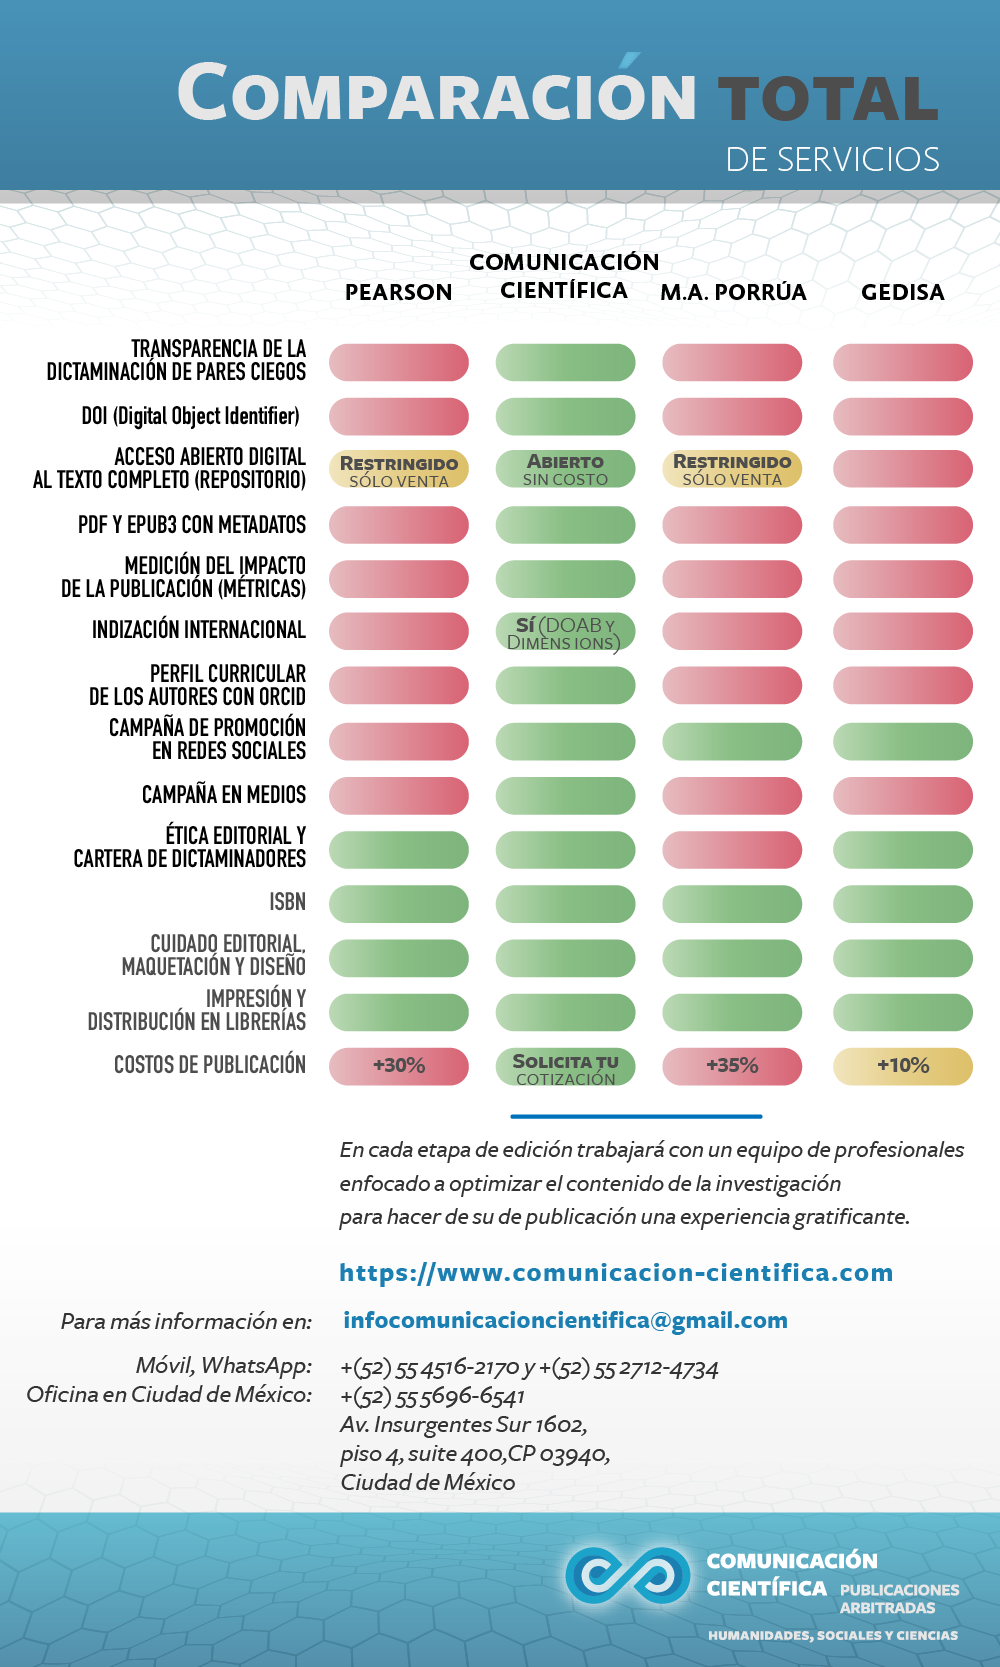 COMPARACIÓN TOTAL
DE SERVICIOS
PEARSON
COMUNICACIÓN
CIENTÍFICA
M.A. PORRÚA
GEDISA
TRANSPARENCIA DE LA
DICTAMINACIÓN DE PARES CIEGOS
DOI (Digital Object Identifier)
ACCESO ABIERTO DIGITAL
AL TEXTO COMPLETO (REPOSITORIO)
RESTRINGIDO
SÓLO VENTA
ABIERTO
SIN COSTO
RESTRINGIDO
SÓLO VENTA
PDF Y EPUB3 CON METADATOS
MEDICIÓN DEL IMPACTO
DE LA PUBLICACIÓN (MÉTRICAS)
INDIZACIÓN INTERNACIONAL
SÍ (DOAB Y
DIMENS IONS)
PERFIL CURRICULAR
DE LOS AUTORES CON ORCID
CAMPAÑA DE PROMOCIÓN
EN REDES SOCIALES
CAMPAÑA EN MEDIOS
ÉTICA EDITORIAL Y
CARTERA DE DICTAMINADORES
ISBN
CUIDADO EDITORIAL,
MAQUETACIÓN Y DISEÑO
IMPRESIÓN Y
DISTRIBUCIÓN EN LIBRERÍAS
COSTOS DE PUBLICACIÓN
+30%
SOLICITA TU
COTIZACIÓN
+35%
+10%
En cada etapa de edición trabajará con un equipo de profesionales
enfocado a optimizar el contenido de la investigación
para hacer de su de publicación una experiencia gratificante.
https://www.comunicacion-cientifica.com
Para más información en: infocomunicacioncientifica@gmail.com
Móvil, WhatsApp: +(52) 55 4516-2170 y +(52) 55 2712-4734
Oficina en Ciudad de México: +(52) 55 5696-6541
Av. Insurgentes Sur 1602,
piso 4, suite 400,CP 03940,
Ciudad de México
COMUNICACIÓN
CIENTÍFICA PUBLICACIONES
ARBITRADAS
HUMANIDADES, SOCIALES Y CIENCIAS